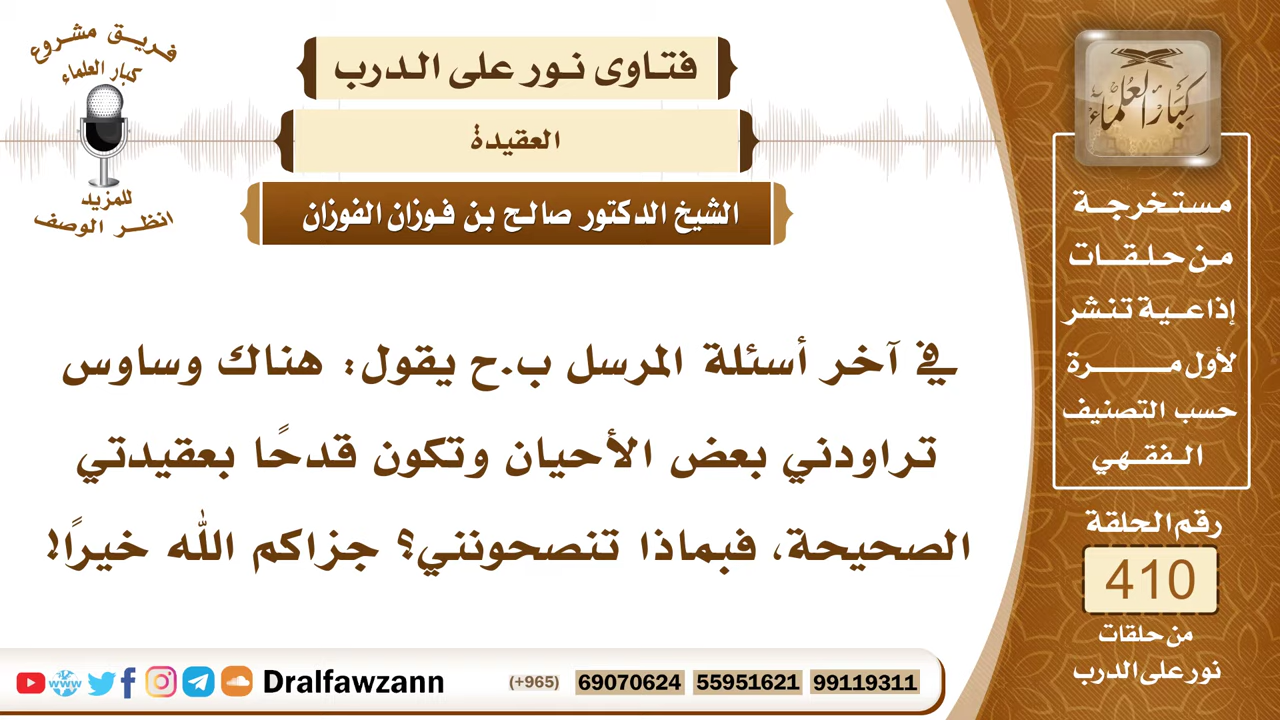 فريق مشروع
كبار العلماء
للمزيد
انظر الوصف
فتاوى نور على الدرب
العقيدة
الشيخ الدكتور صالح بن فوزان الفوزان
في آخر أسئلة المرسل ب.ح يقول: هناك وساوس
تراودني بعض الأحيان وتكون قدحًا بعقيدتي
الصحيحة، فبماذا تنصحونني؟ جزاكم الله خيرًا!
كبار العلماء
مستخرجة
من حلقات
إذاعية تنشر
لأول مرة
حسب التصنيف
الفقهي
رقم الحلقة
410
من حلقات
نور على الدرب
www
Dralfawzann
(+965) 69070624 55951621 99119311